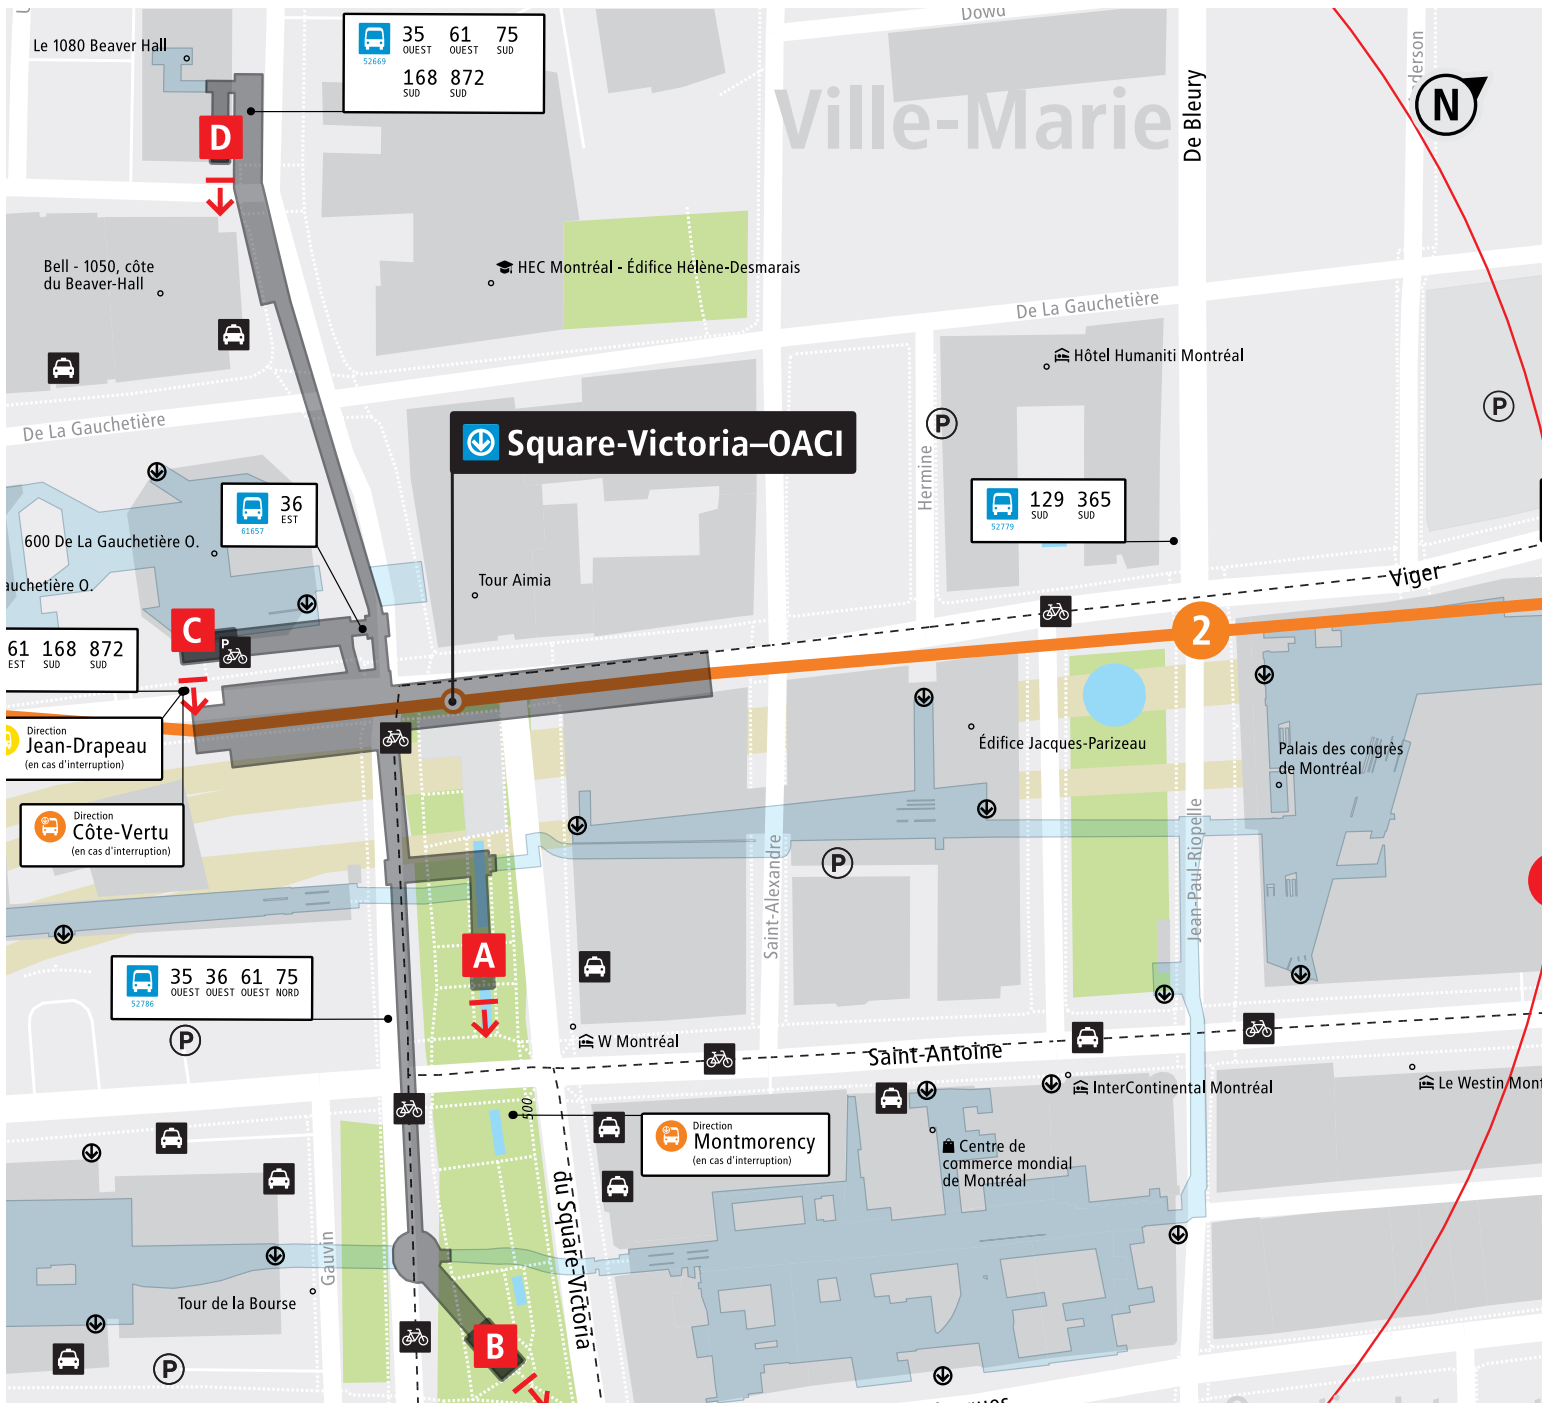 Dowd
Le 1080 Beaver Hall
35 61 75
OUEST OUEST SUD
52669
168 872
SUD SUD
D
Ville-Marie
De Bleury
N
Bell - 1050, côte
du Beaver-Hall
HEC Montréal - Édifice Hélène-Desmarais
De La Gauchetière
Hôtel Humaniti Montréal
P
De La Gauchetière
Square-Victoria–OACI
P
Hermine
36
EST
61657
129 365
SUD SUD
52779
600 De La Gauchetière O.
auchetière O.
Tour Aimia
Viger
C
P
2
61 168 872
EST SUD SUD
Direction
Jean-Drapeau
(en cas d'interruption)
Édifice Jacques-Parizeau
Palais des congrès
de Montréal
Direction
Côte-Vertu
(en cas d'interruption)
P
Saint-Alexandre
Jean-Paul-Riopelle
A
35 36 61 75
OUEST OUEST OUEST NORD
52786
P
W Montréal
Saint-Antoine
InterContinental Montréal
Le Westin Mont
500
Direction
Montmorency
(en cas d'interruption)
Centre de
commerce mondial
de Montréal
du Square-Victoria
Gauvin
Tour de la Bourse
B
P